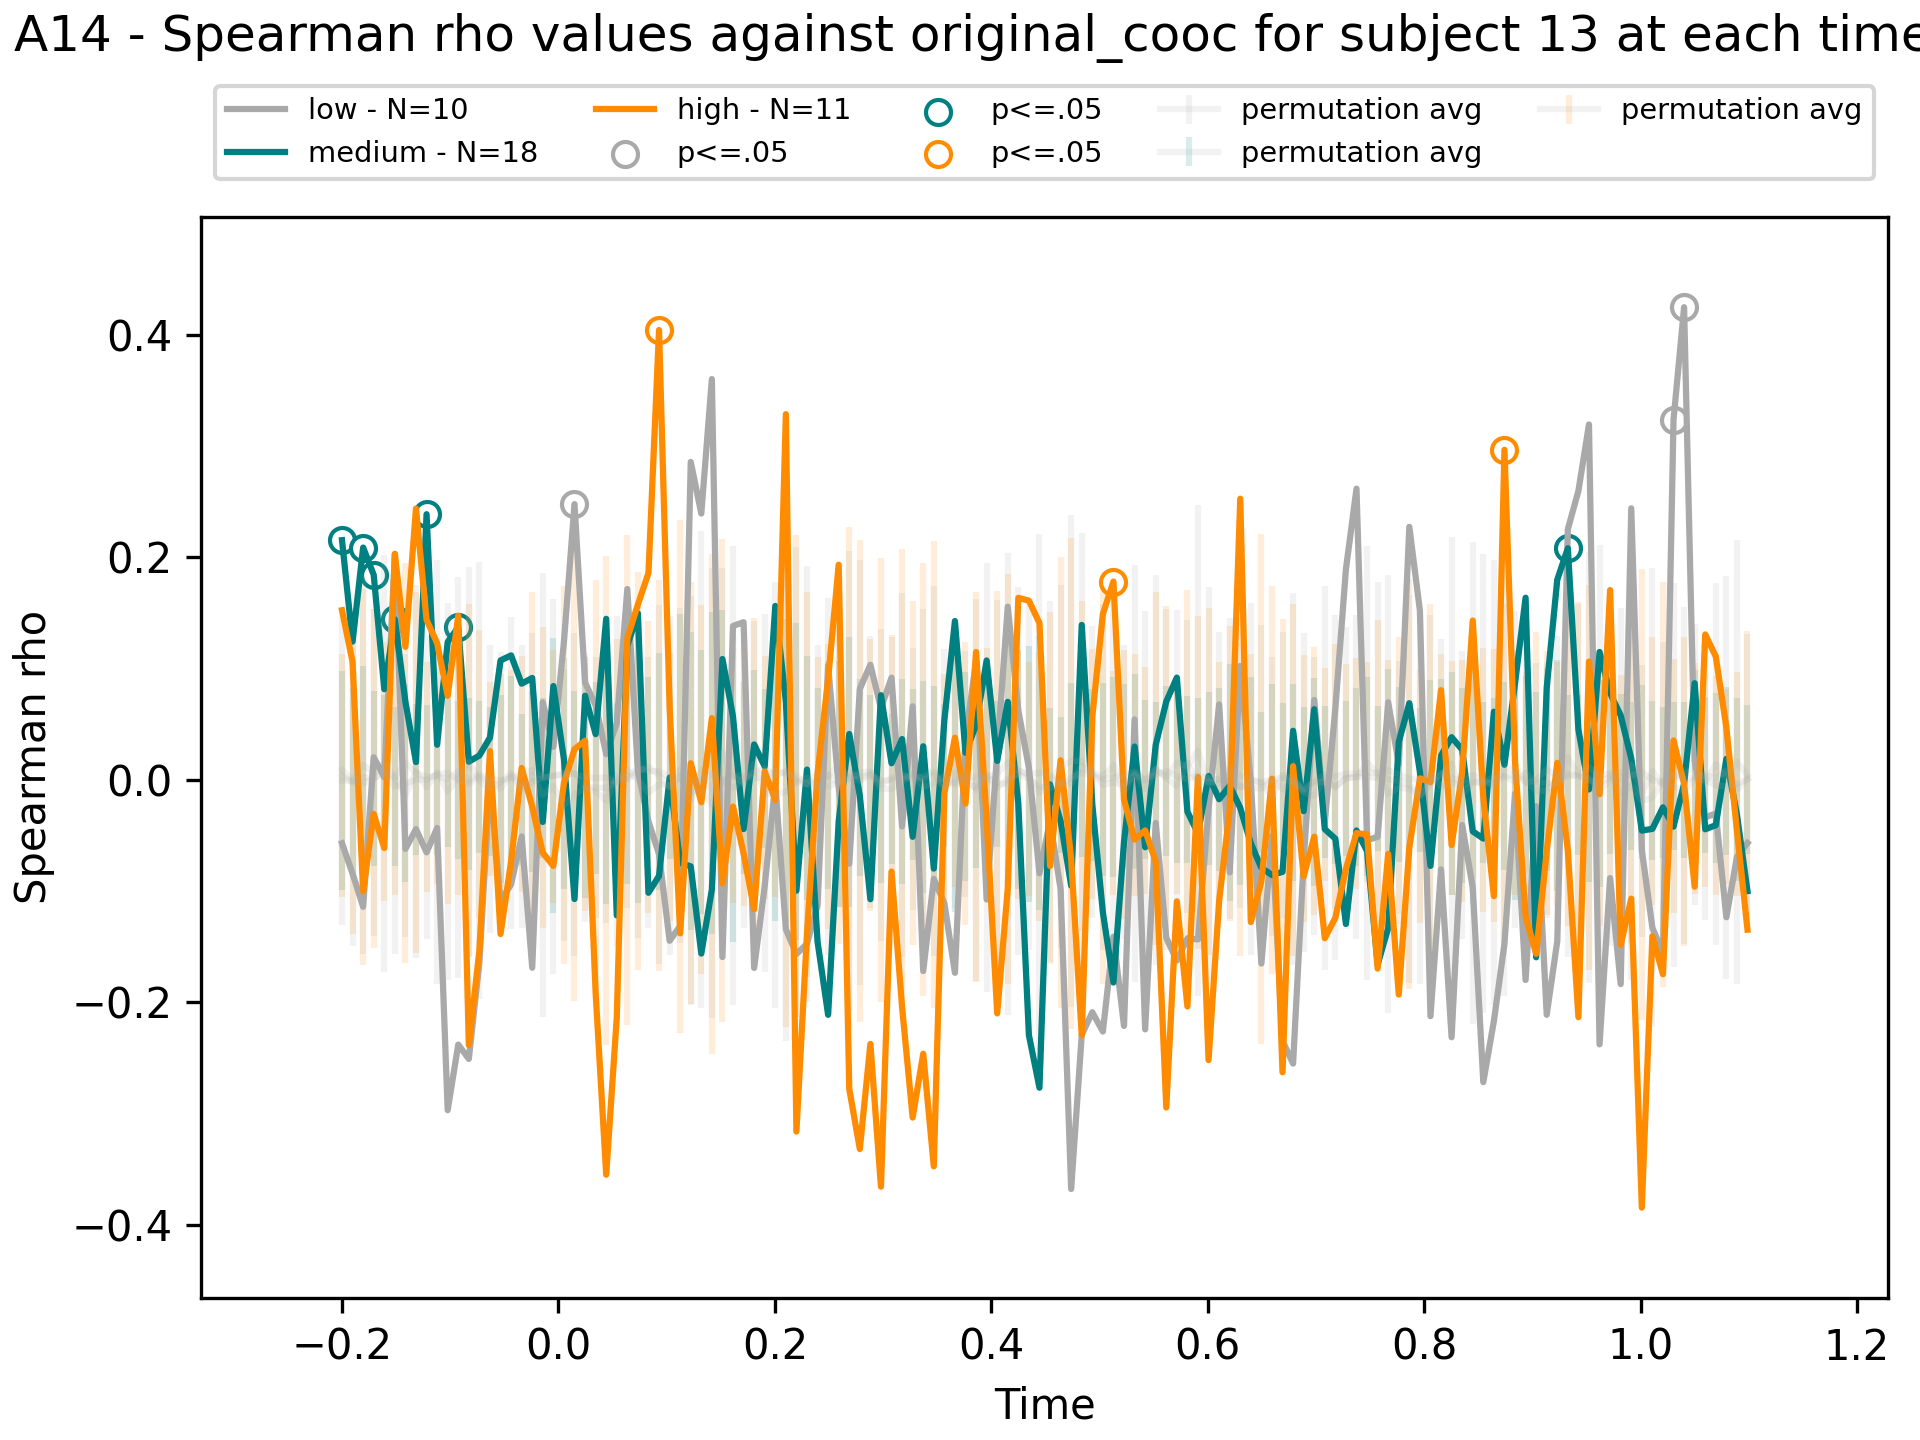 A14 - Spearman rho values against original_cooc for subject 13 at each time
low - N=10
medium - N=18
high - N=11
p<=.05
p<=.05
p<=.05
permutation avg
permutation avg
permutation avg
Spearman rho
0.4
0.2
0.0
−0.2
−0.4
−0.2 0.0 0.2 0.4 0.6 0.8 1.0 1.2
Time